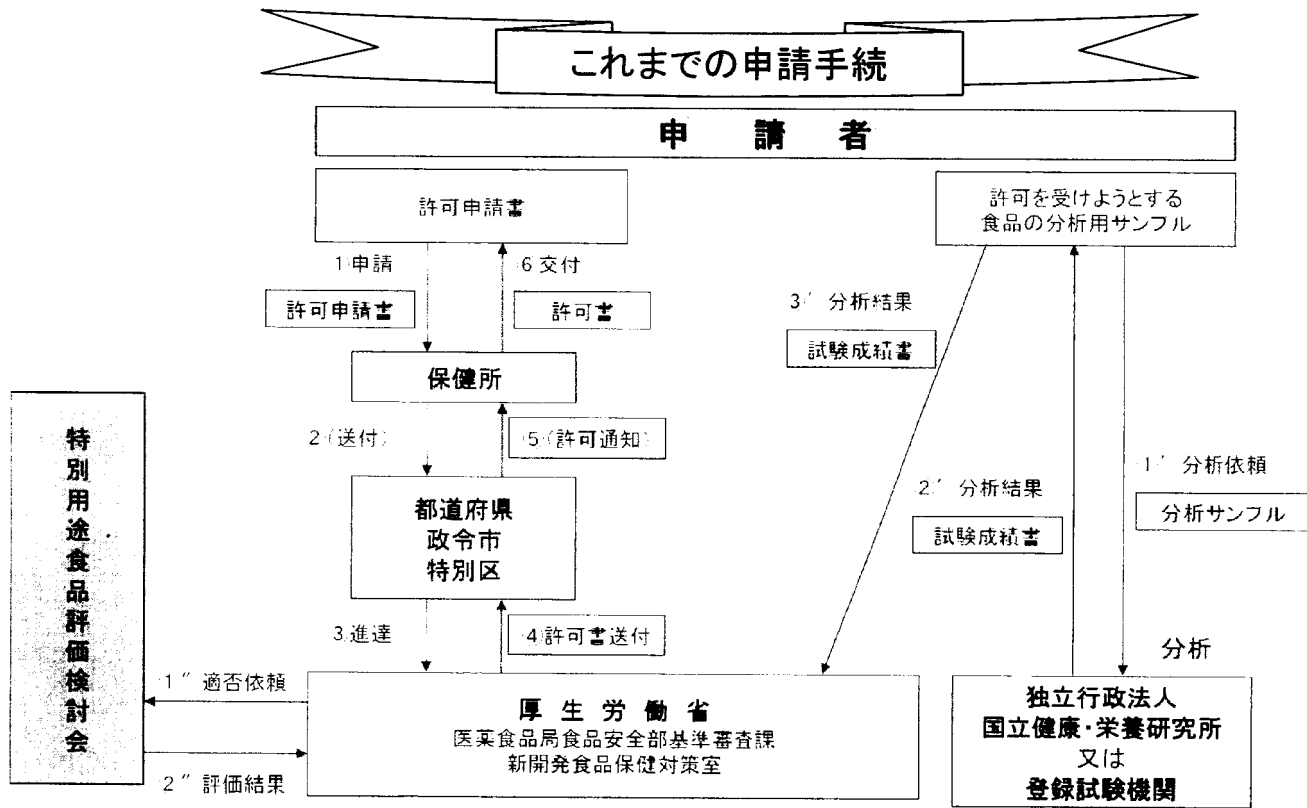 これまでの申請手続
申請者
許可申請書
許可を受けようとする
食品の分析用サンプル
1)申請
6 交付
許可申請書
許可書
3′ 分析結果
試験成績書
保健所
2 (送付)
5 (許可通知)
都道府県
政令市
特別区
2′ 分析結果
試験成績書
1′ 分析依頼
分析サンプル
3 進達
4)許可書送付
分析
特別用途食品評価検討会
1″ 適否依頼
2″ 評価結果
厚生労働省
医薬食品局食品安全部基準審査課
新開発食品保健対策室
独立行政法人
国立健康・栄養研究所
又は
登録試験機関